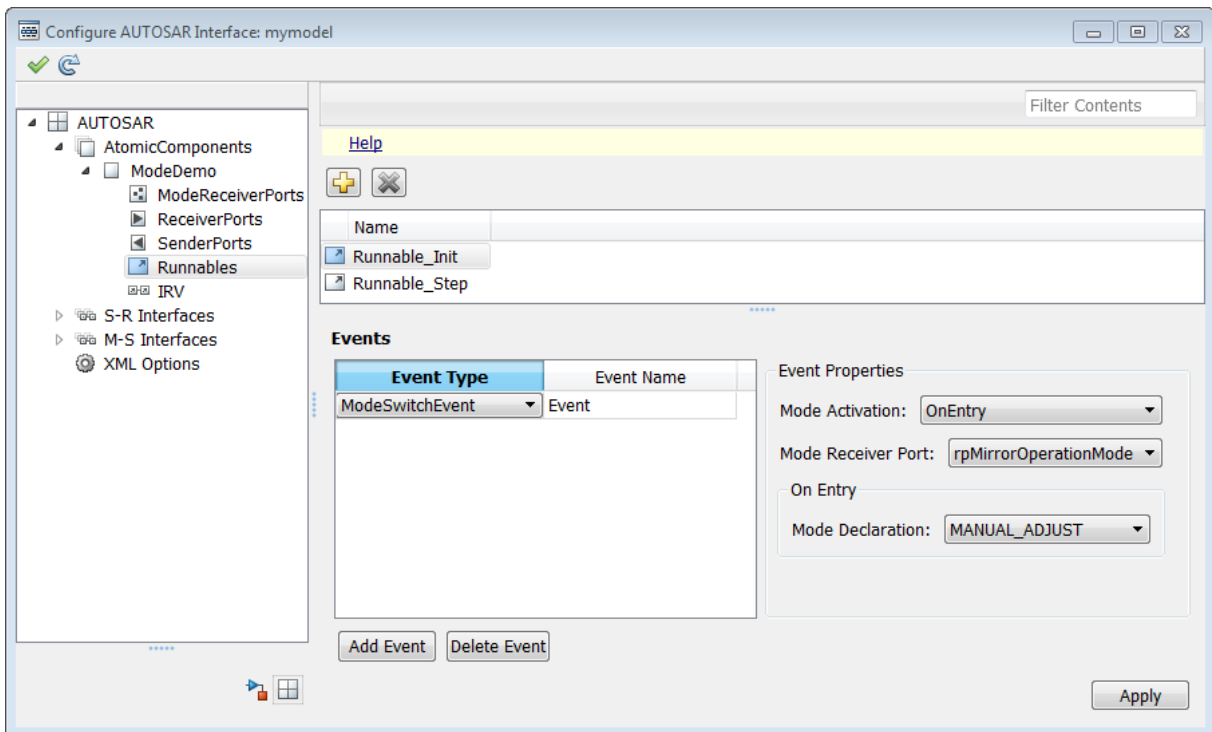 Configure AUTOSAR Interface: mymodel
Filter Contents
AUTOSAR
AtomicComponents
ModeDemo
ModeReceiverPorts
ReceiverPorts
SenderPorts
Runnables
IRV
S-R Interfaces
M-S Interfaces
XML Options
Help
Name
Runnable_Init
Runnable_Step
Events
Event Type Event Name
ModeSwitchEvent Event
Event Properties
Mode Activation: OnEntry
Mode Receiver Port: rpMirrorOperationMode
On Entry
Mode Declaration: MANUAL_ADJUST
Add Event Delete Event
Apply